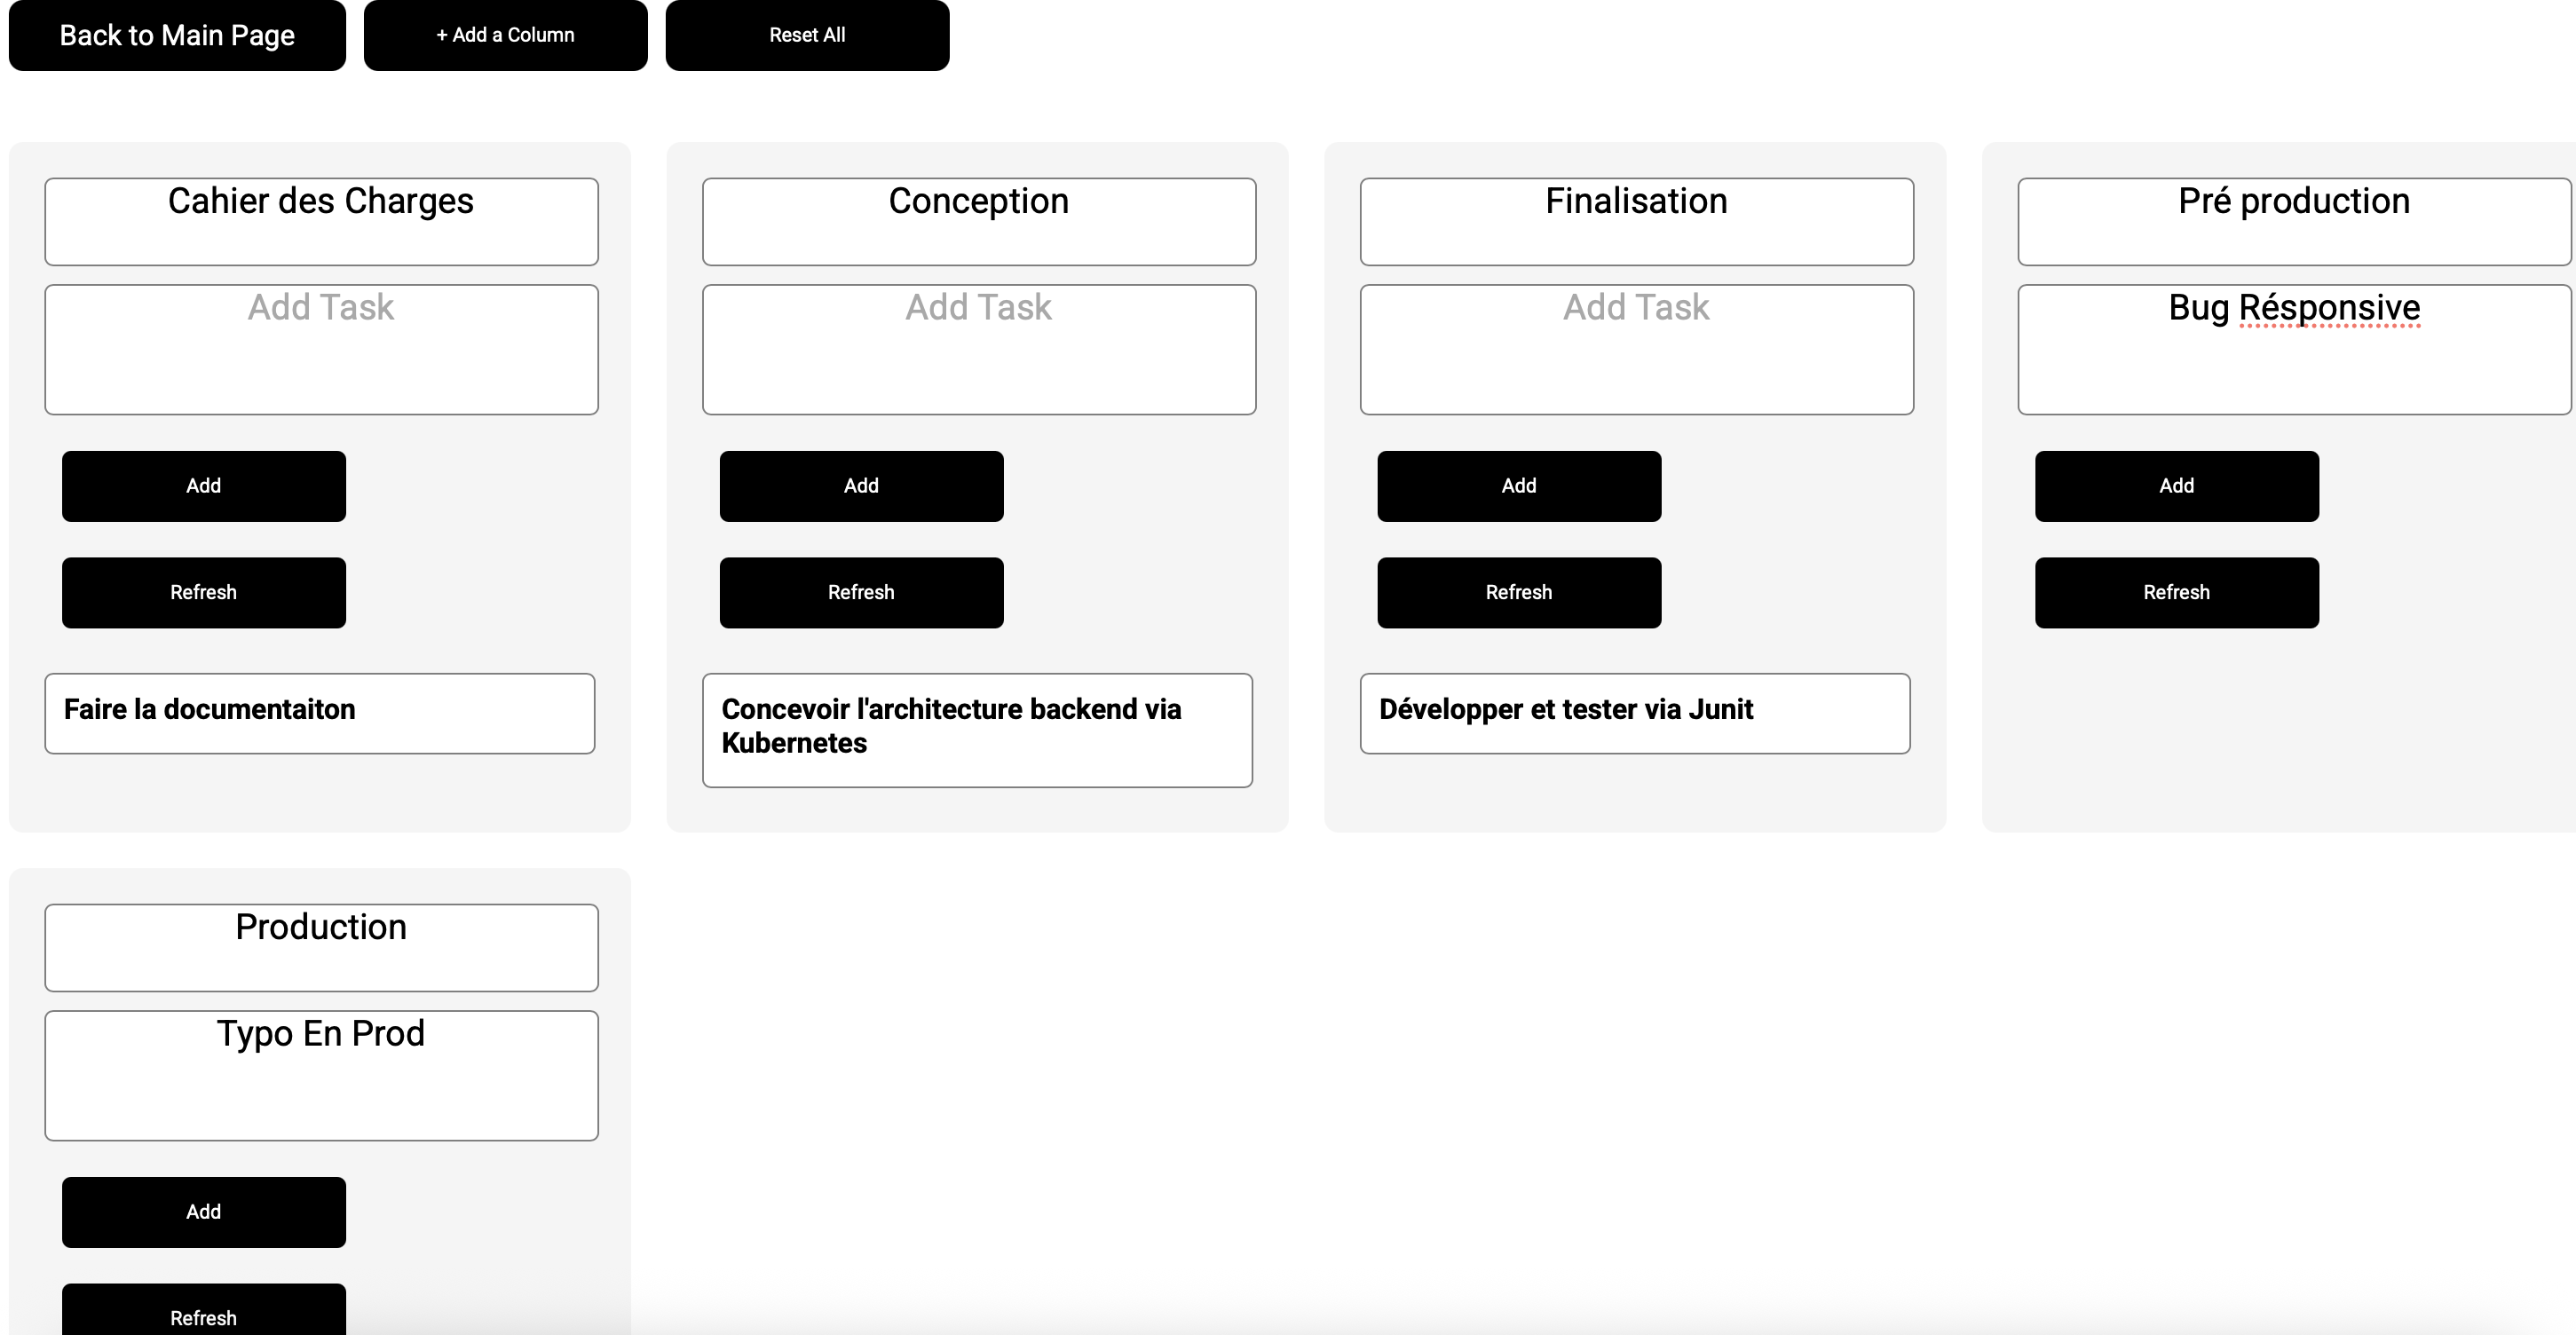 Back to Main Page
+ Add a Column
Reset All
Cahier des Charges
Add Task
Add
Refresh
Faire la documentaiton
Conception
Add Task
Add
Refresh
Concevoir l'architecture backend via
Kubernetes
Finalisation
Add Task
Add
Refresh
Développer et tester via Junit
Pré production
Bug Résponsive
Add
Refresh
Production
Typo En Prod
Add
Refresh